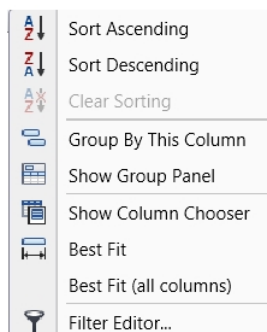 Sort Ascending
Sort Descending
Clear Sorting
Group By This Column
Show Group Panel
Show Column Chooser
Best Fit
Best Fit (all columns)
Filter Editor...